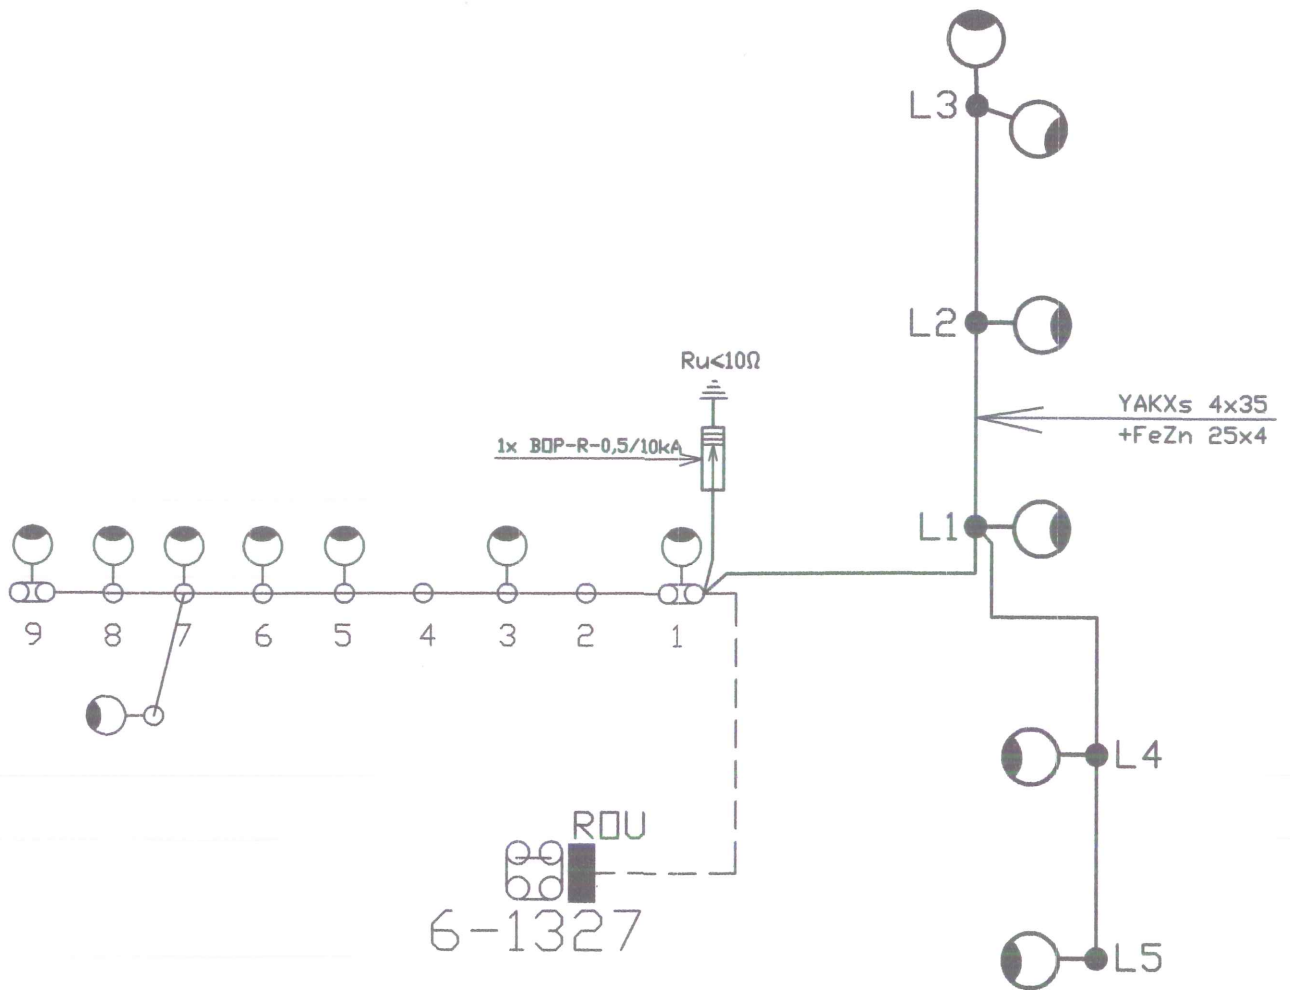 L3
L2
Ru<10Ω
YAKXs 4x35
+FeZn 25x4
1x BOP-R-0,5/10kA
L1
9 8 7 6 5 4 3 2 1
L4
ROU
6-1327
L5